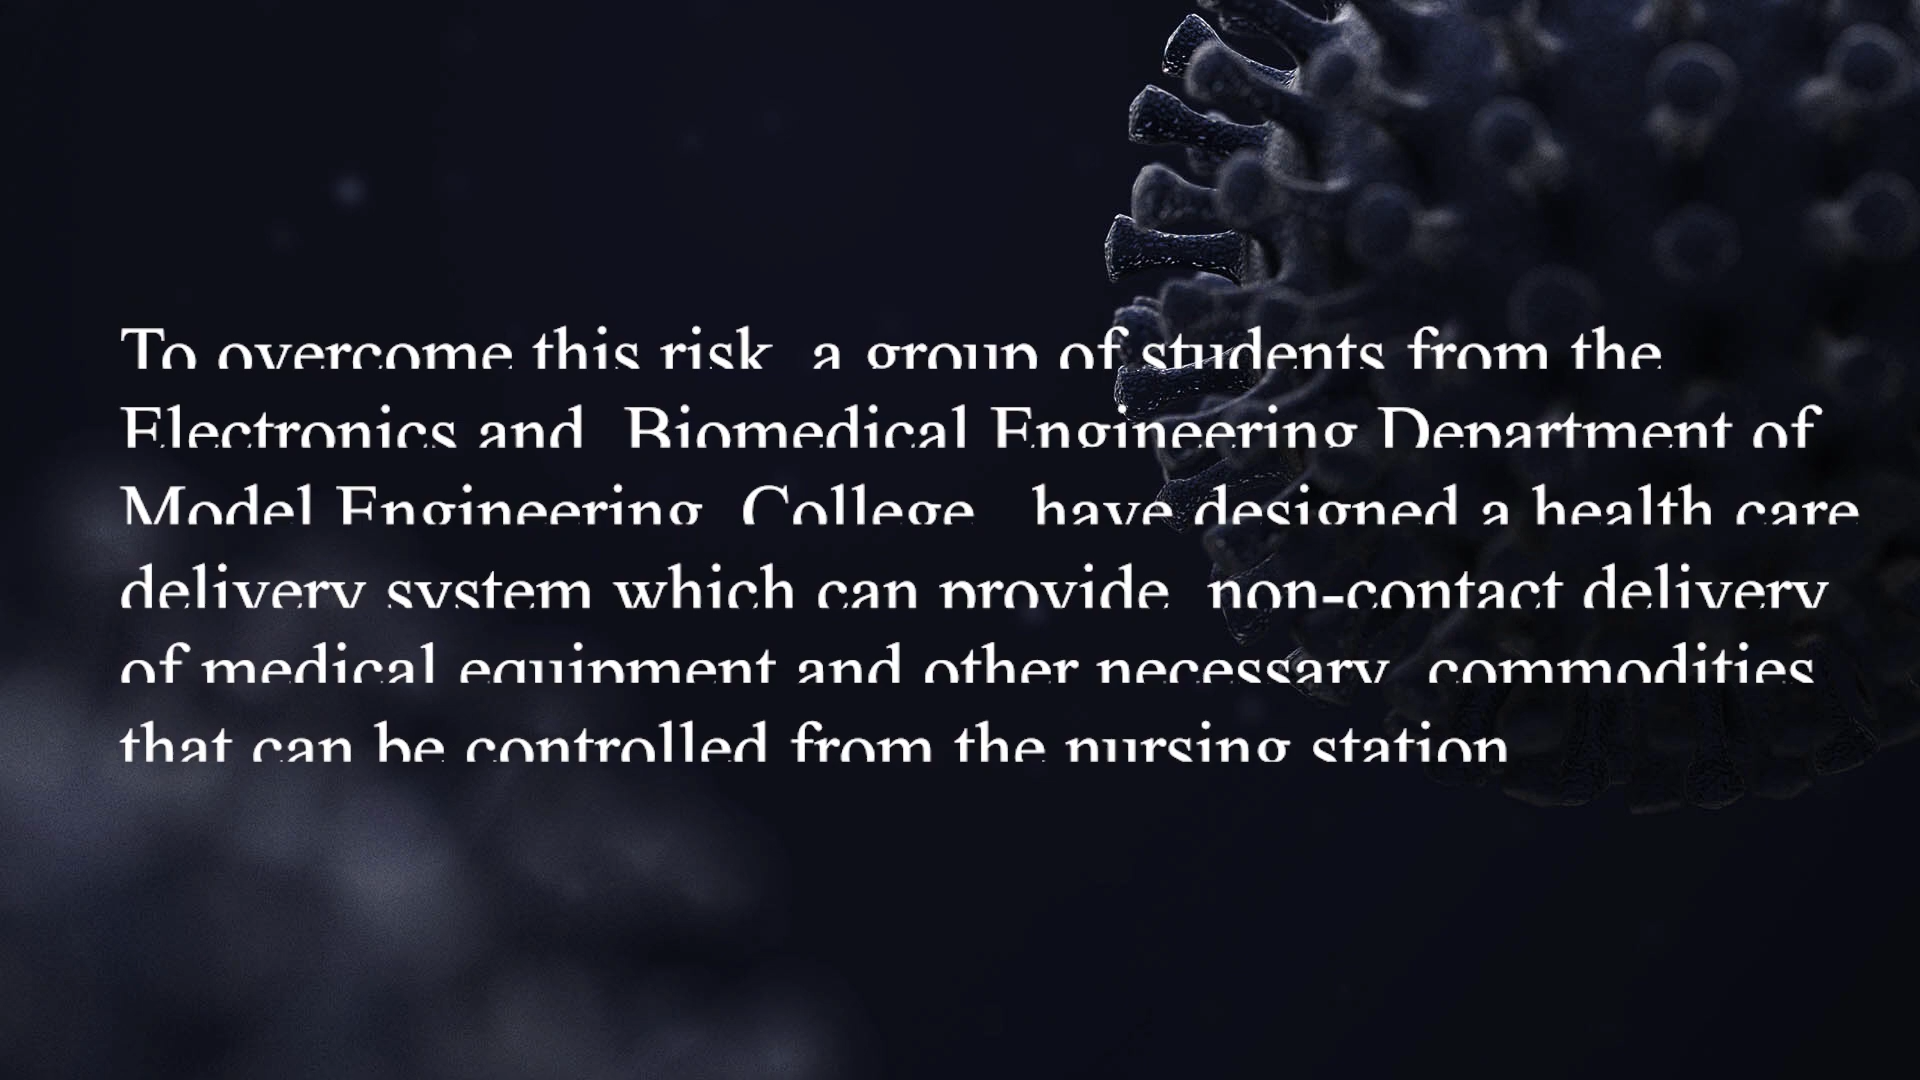 To overcome this risk a group of students from the
Electronics and Biomedical Engineering Department of
Model Engineering College have designed a health care
delivery system which can provide non-contact delivery
of medical equipment and other necessary commodities
that can be controlled from the nursing station